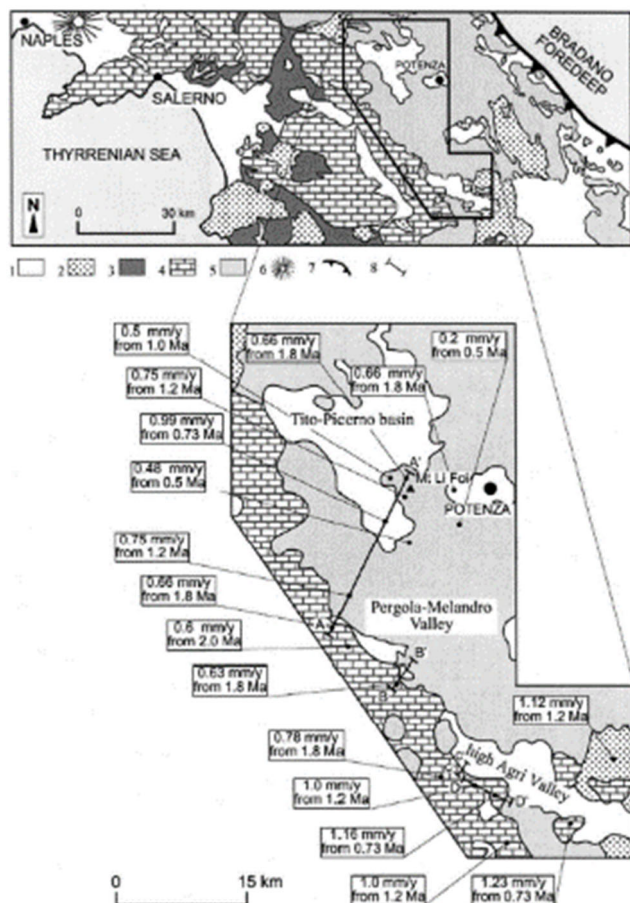 NAPLES
SALERNO
POTENZA
BRADANO
FOREDEEP
THYRRENIAN SEA
N
0 30 km
1 2 3 4 5 6 7 8
0.5 mm/y
from 1.0 Ma
0.66 mm/y
from 1.8 Ma
0.2 mm/y
from 0.5 Ma
0.75 mm/y
from 1.2 Ma
0.66 mm/y
from 1.8 Ma
0.99 mm/y
from 0.73 Ma
Tito-Picerno basin
0.48 mm/y
from 0.5 Ma
A'
M. Li Foi
POTENZA
0.75 mm/y
from 1.2 Ma
0.66 mm/y
from 1.8 Ma
Pergola-Melandro
Valley
A
0.6 mm/y
from 2.0 Ma
B'
0.63 mm/y
from 1.8 Ma
B
1.12 mm/y
from 1.2 Ma
0.78 mm/y
from 1.8 Ma
high Agri Valley
D
D'
1.0 mm/y
from 1.2 Ma
1.16 mm/y
from 0.73 Ma
1.0 mm/y
from 1.2 Ma
1.23 mm/y
from 0.73 Ma
0 15 km